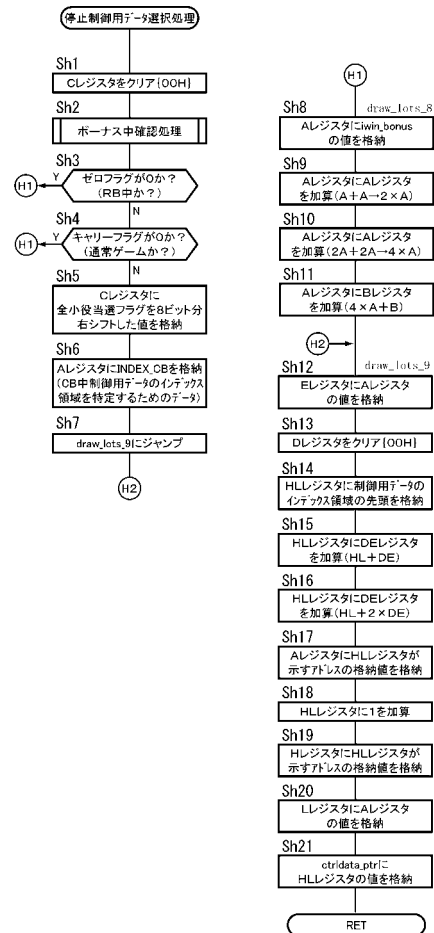 停止制御用データ選択処理
Sh1
Cレジスタをクリア{00H}
Sh2
ボーナス中確認処理
Sh3
H1
Y
ゼロフラグが0か?
(RB中か?)
N
Sh4
H1
Y
キャリーフラグが0か?
(通常ゲームか?)
N
Sh5
Cレジスタに
全小役当選フラグを8ビット分
右シフトした値を格納
Sh6
AレジスタにINDEX_CBを格納
(CB中制御用データのインデックス
領域を特定するためのデータ)
Sh7
draw_lots_9にジャンプ
H2
H1
Sh8
draw_lots_8
Aレジスタにiwin_bonus
の値を格納
Sh9
AレジスタにAレジスタ
を加算(A+A→2×A)
Sh10
AレジスタにAレジスタ
を加算(2A+2A→4×A)
Sh11
AレジスタにBレジスタ
を加算(4×A+B)
H2
Sh12
draw_lots_9
EレジスタにAレジスタ
の値を格納
Sh13
Dレジスタをクリア{00H}
Sh14
HLレジスタに制御用データの
インデックス領域の先頭を格納
Sh15
HLレジスタにDEレジスタ
を加算(HL+DE)
Sh16
HLレジスタにDEレジスタ
を加算(HL+2×DE)
Sh17
AレジスタにHLレジスタが
示すアドレスの格納値を格納
Sh18
HLレジスタに1を加算
Sh19
HレジスタにHLレジスタが
示すアドレスの格納値を格納
Sh20
LレジスタにAレジスタ
の値を格納
Sh21
ctrldata_ptrに
HLレジスタの値を格納
RET